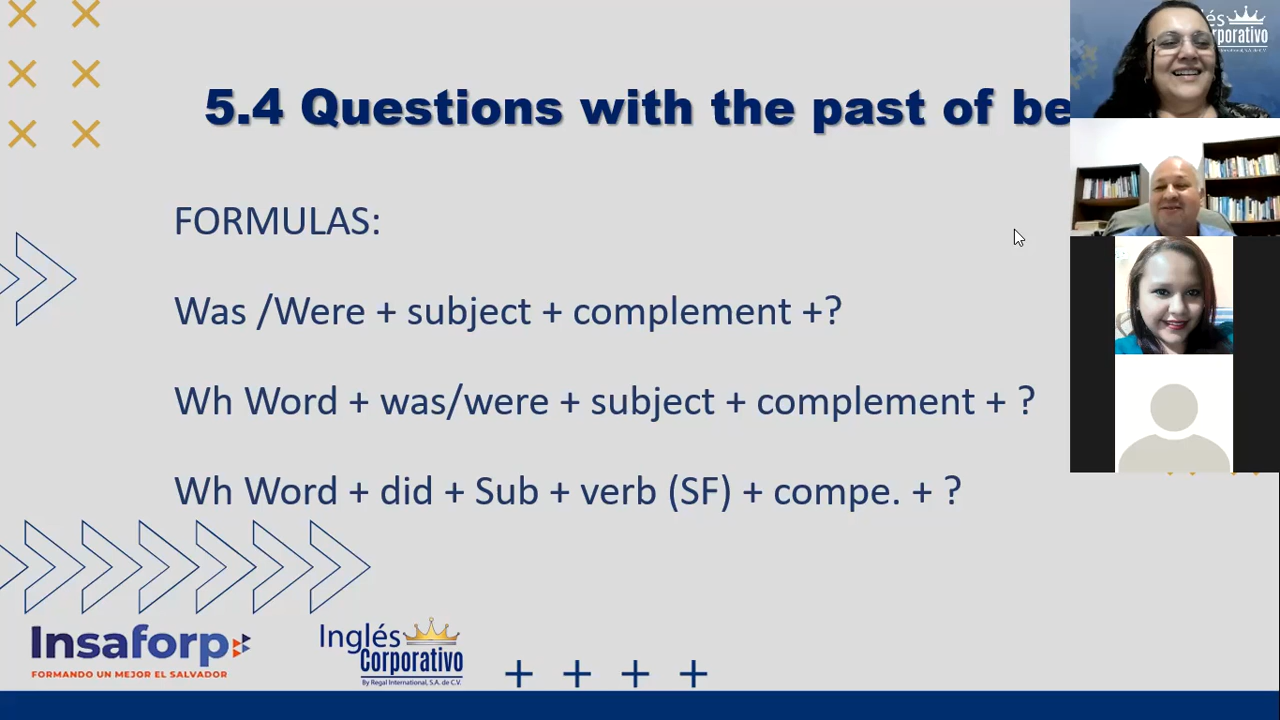 5.4 Questions with the past of be
FORMULAS:
Was /Were + subject + complement +?
Wh Word + was/were + subject + complement + ?
Wh Word + did + Sub + verb (SF) + compe. + ?
Insaforp
FORMANDO UN MEJOR EL SALVADOR
Inglés
Corporativo
By Regal International, S.A. de C.V.
és
rporativo